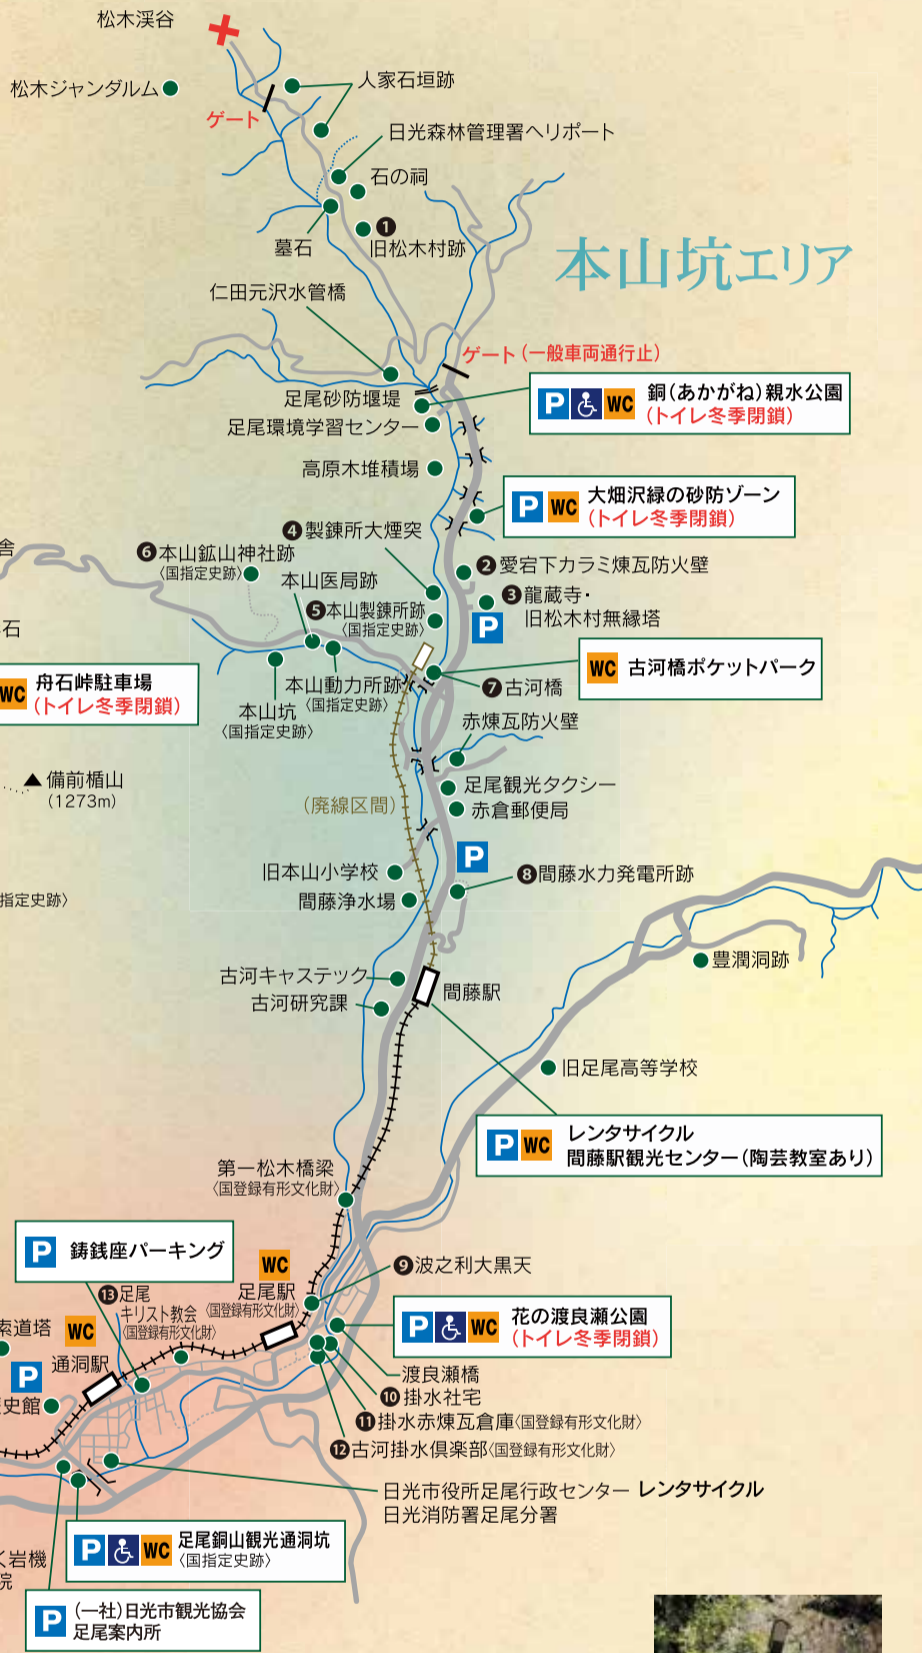 松木渓谷
松木ジャンダルム
人家石垣跡
ゲート
日光森林管理署ヘリポート
石の祠
墓石
❶
旧松木村跡
本山坑エリア
仁田元沢水管橋
ゲート(一般車両通行止)
足尾砂防堰堤
P WC 銅(あかがね)親水公園
(トイレ冬季閉鎖)
足尾環境学習センター
高原木堆積場
P WC 大畑沢緑の砂防ゾーン
(トイレ冬季閉鎖)
❹製錬所大煙突
舎
❻本山鉱山神社跡
〈国指定史跡〉
本山医局跡
❷愛宕下カラミ煉瓦防火壁
❺本山製錬所跡
〈国指定史跡〉
❸龍蔵寺・
旧松木村無縁塔
P
石
WC 舟石峠駐車場
(トイレ冬季閉鎖)
WC 古河橋ポケットパーク
本山動力所跡
〈国指定史跡〉
❼古河橋
本山坑
〈国指定史跡〉
赤煉瓦防火壁
▲備前楯山
(1273m)
足尾観光タクシー
(廃線区間)
赤倉郵便局
P
旧本山小学校
❽間藤水力発電所跡
指定史跡〉
間藤浄水場
豊潤洞跡
古河キャステック
間藤駅
古河研究課
旧足尾高等学校
P WC レンタサイクル
間藤駅観光センター(陶芸教室あり)
第一松木橋梁
〈国登録有形文化財〉
P 鋳銭座パーキング
WC
足尾駅
〈国登録有形文化財〉
❾波之利大黒天
⓭足尾
キリスト教会
〈国登録有形文化財〉
P WC 花の渡良瀬公園
(トイレ冬季閉鎖)
索道塔
WC
通洞駅
P
史館
渡良瀬橋
❿掛水社宅
⓫掛水赤煉瓦倉庫〈国登録有形文化財〉
⓬古河掛水倶楽部〈国登録有形文化財〉
日光市役所足尾行政センター レンタサイクル
日光消防署足尾分署
P WC 足尾銅山観光通洞坑
〈国指定史跡〉
く岩機
院
P (一社)日光市観光協会
足尾案内所